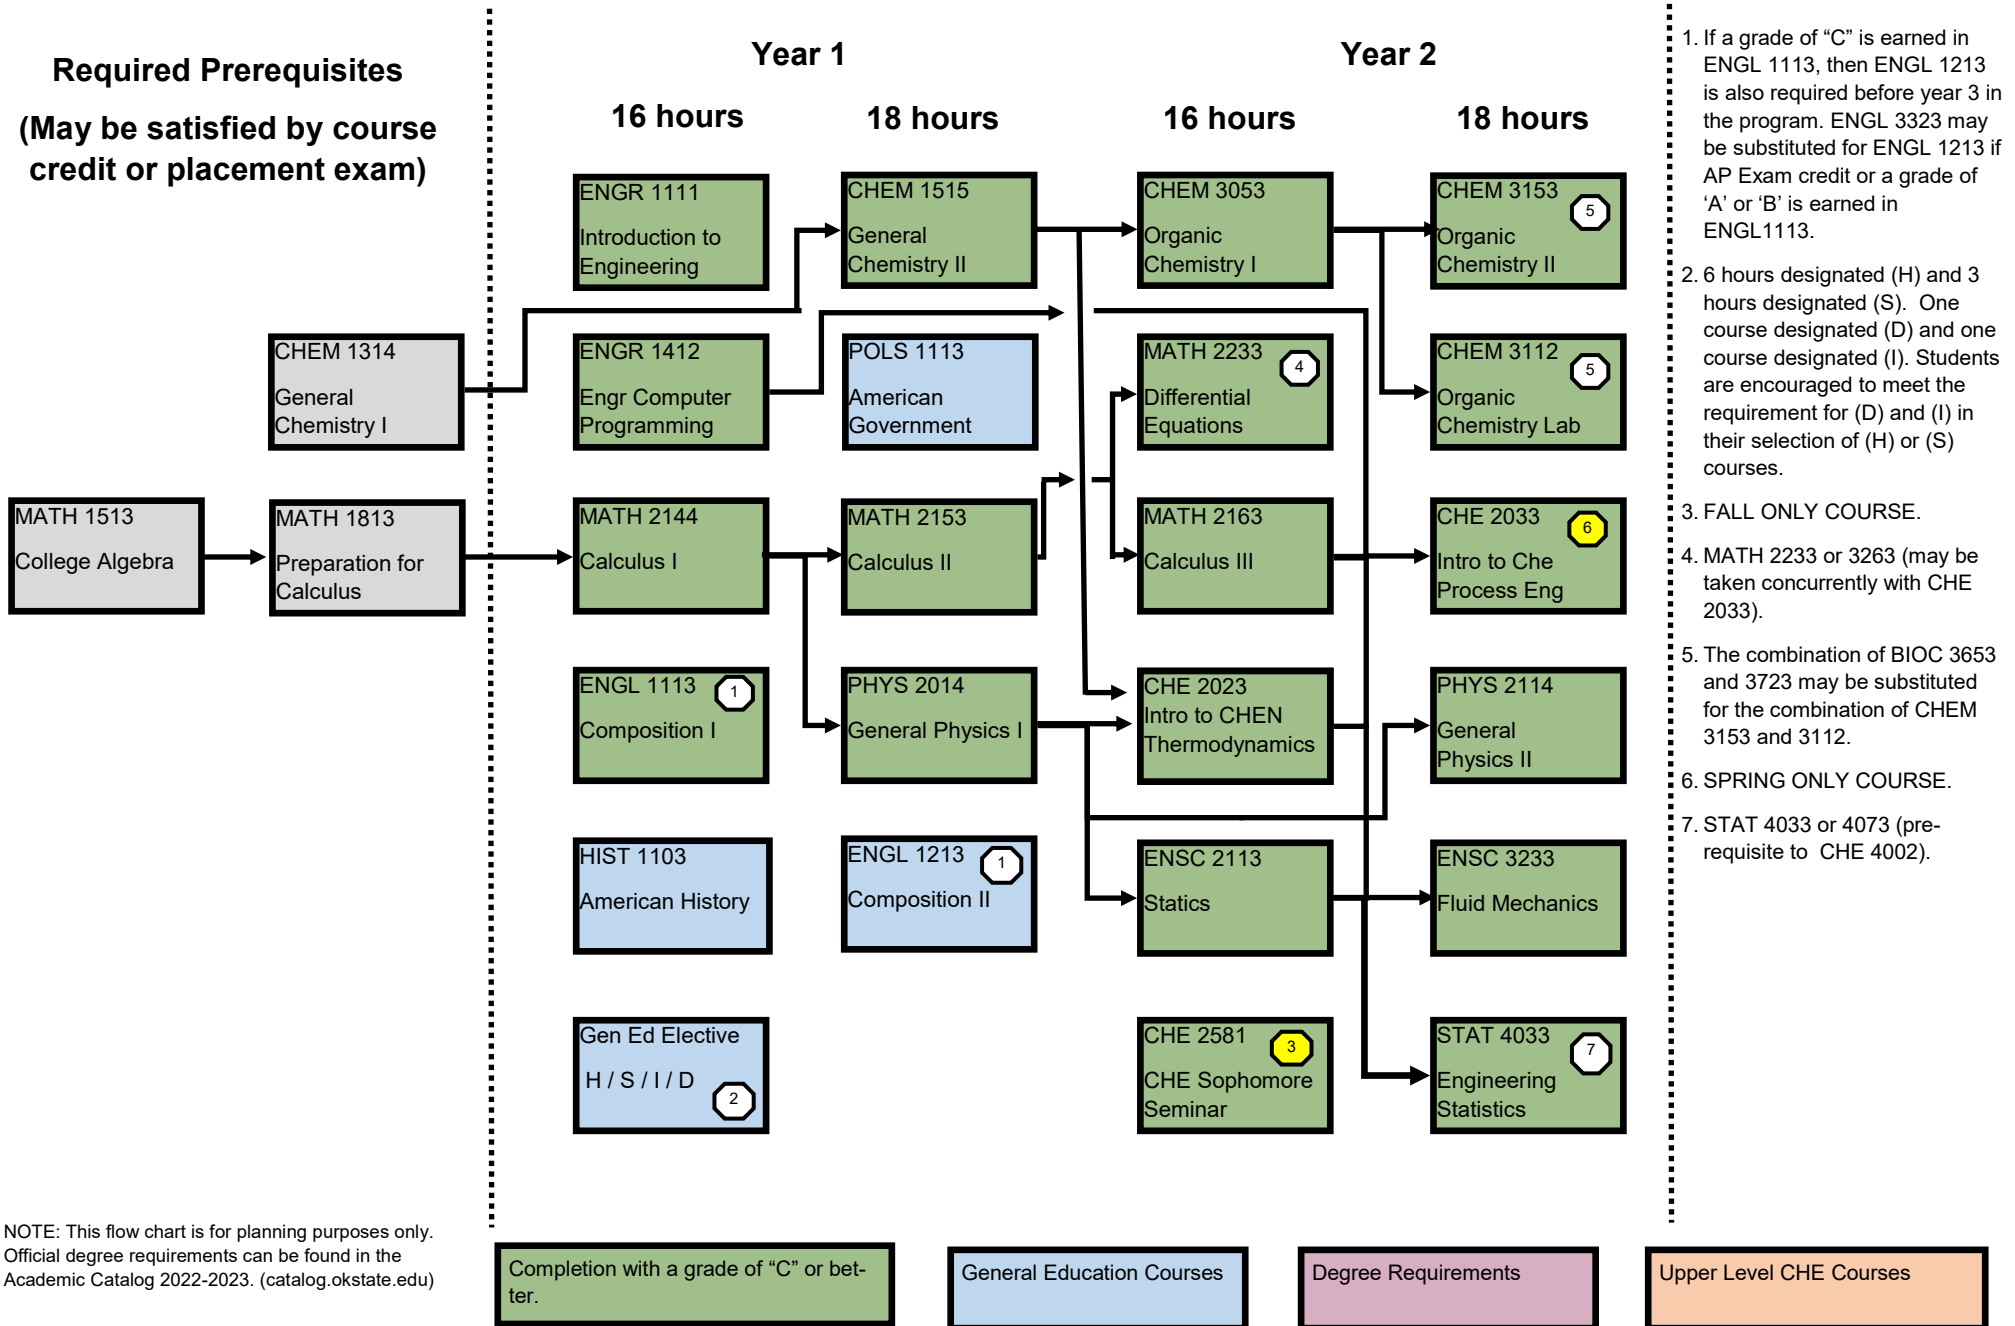 Required Prerequisites
(May be satisfied by course
credit or placement exam)
Year 1
Year 2
16 hours
18 hours
16 hours
18 hours
CHEM 1314
General
Chemistry I
MATH 1513
College Algebra
MATH 1813
Preparation for
Calculus
ENGR 1111
Introduction to
Engineering
ENGR 1412
Engr Computer
Programming
MATH 2144
Calculus I
ENGL 1113
1
Composition I
HIST 1103
American History
Gen Ed Elective
H / S / I / D
2
CHEM 1515
General
Chemistry II
POLS 1113
American
Government
MATH 2153
Calculus II
PHYS 2014
General Physics I
ENGL 1213
1
Composition II
CHEM 3053
Organic
Chemistry I
MATH 2233
4
Differential
Equations
MATH 2163
Calculus III
CHE 2023
Intro to CHEN
Thermodynamics
ENSC 2113
Statics
CHE 2581
3
CHE Sophomore
Seminar
CHEM 3153
5
Organic
Chemistry II
CHEM 3112
5
Organic
Chemistry Lab
CHE 2033
6
Intro to Che
Process Eng
PHYS 2114
General
Physics II
ENSC 3233
Fluid Mechanics
STAT 4033
7
Engineering
Statistics
1. If a grade of “C” is earned in
ENGL 1113, then ENGL 1213
is also required before year 3 in
the program. ENGL 3323 may
be substituted for ENGL 1213 if
AP Exam credit or a grade of
‘A’ or ‘B’ is earned in
ENGL1113.
2. 6 hours designated (H) and 3
hours designated (S). One
course designated (D) and one
course designated (I). Students
are encouraged to meet the
requirement for (D) and (I) in
their selection of (H) or (S)
courses.
3. FALL ONLY COURSE.
4. MATH 2233 or 3263 (may be
taken concurrently with CHE
2033).
5. The combination of BIOC 3653
and 3723 may be substituted
for the combination of CHEM
3153 and 3112.
6. SPRING ONLY COURSE.
7. STAT 4033 or 4073 (pre-
requisite to CHE 4002).
NOTE: This flow chart is for planning purposes only.
Official degree requirements can be found in the
Academic Catalog 2022-2023. (catalog.okstate.edu)
Completion with a grade of “C” or bet-
ter.
General Education Courses
Degree Requirements
Upper Level CHE Courses